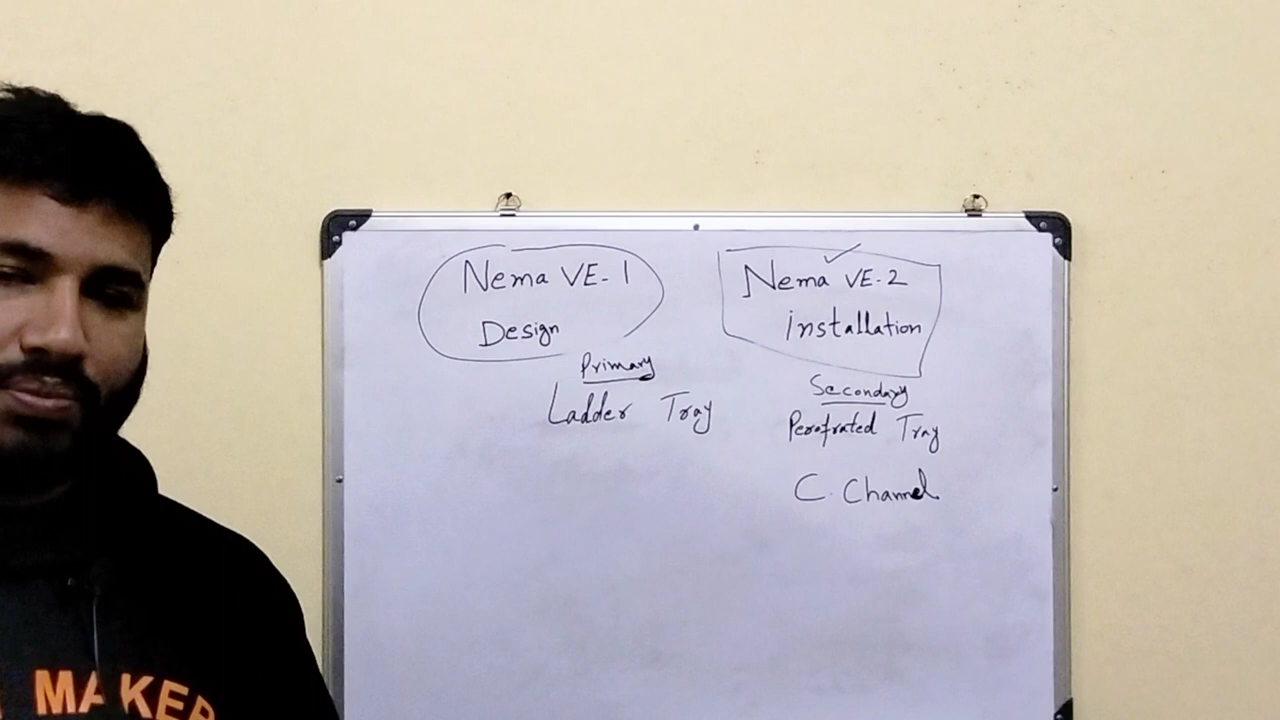 Nema VE-1
Design
Primary
Ladder Tray
Nema VE-2
installation
Secondary
Perofrated Tray
C. Channel
MAKER